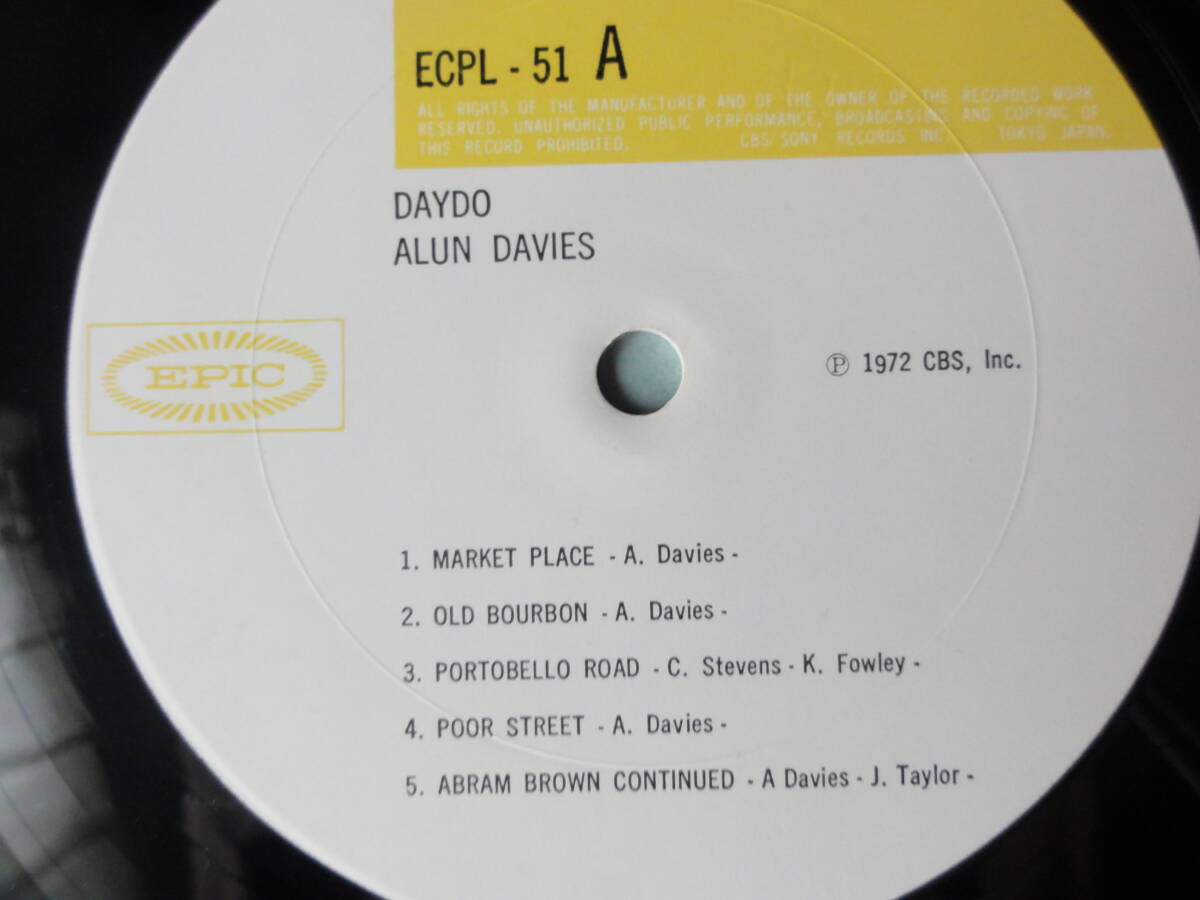 ECPL - 51 A
ALL RIGHTS OF THE MANUFACTURER AND OF THE OWNER OF THE RECORDED WORK
RESERVED. UNAUTHORIZED PUBLIC PERFORMANCE, BROADCASTING AND COPYING OF
THIS RECORD PROHIBITED. CBS/SONY RECORDS INC. TOKYO JAPAN.
DAYDO
ALUN DAVIES
EPIC
Ⓟ 1972 CBS, Inc.
1. MARKET PLACE - A. Davies -
2. OLD BOURBON - A. Davies -
3. PORTOBELLO ROAD - C. Stevens - K. Fowley -
4. POOR STREET - A. Davies -
5. ABRAM BROWN CONTINUED - A Davies - J. Taylor -